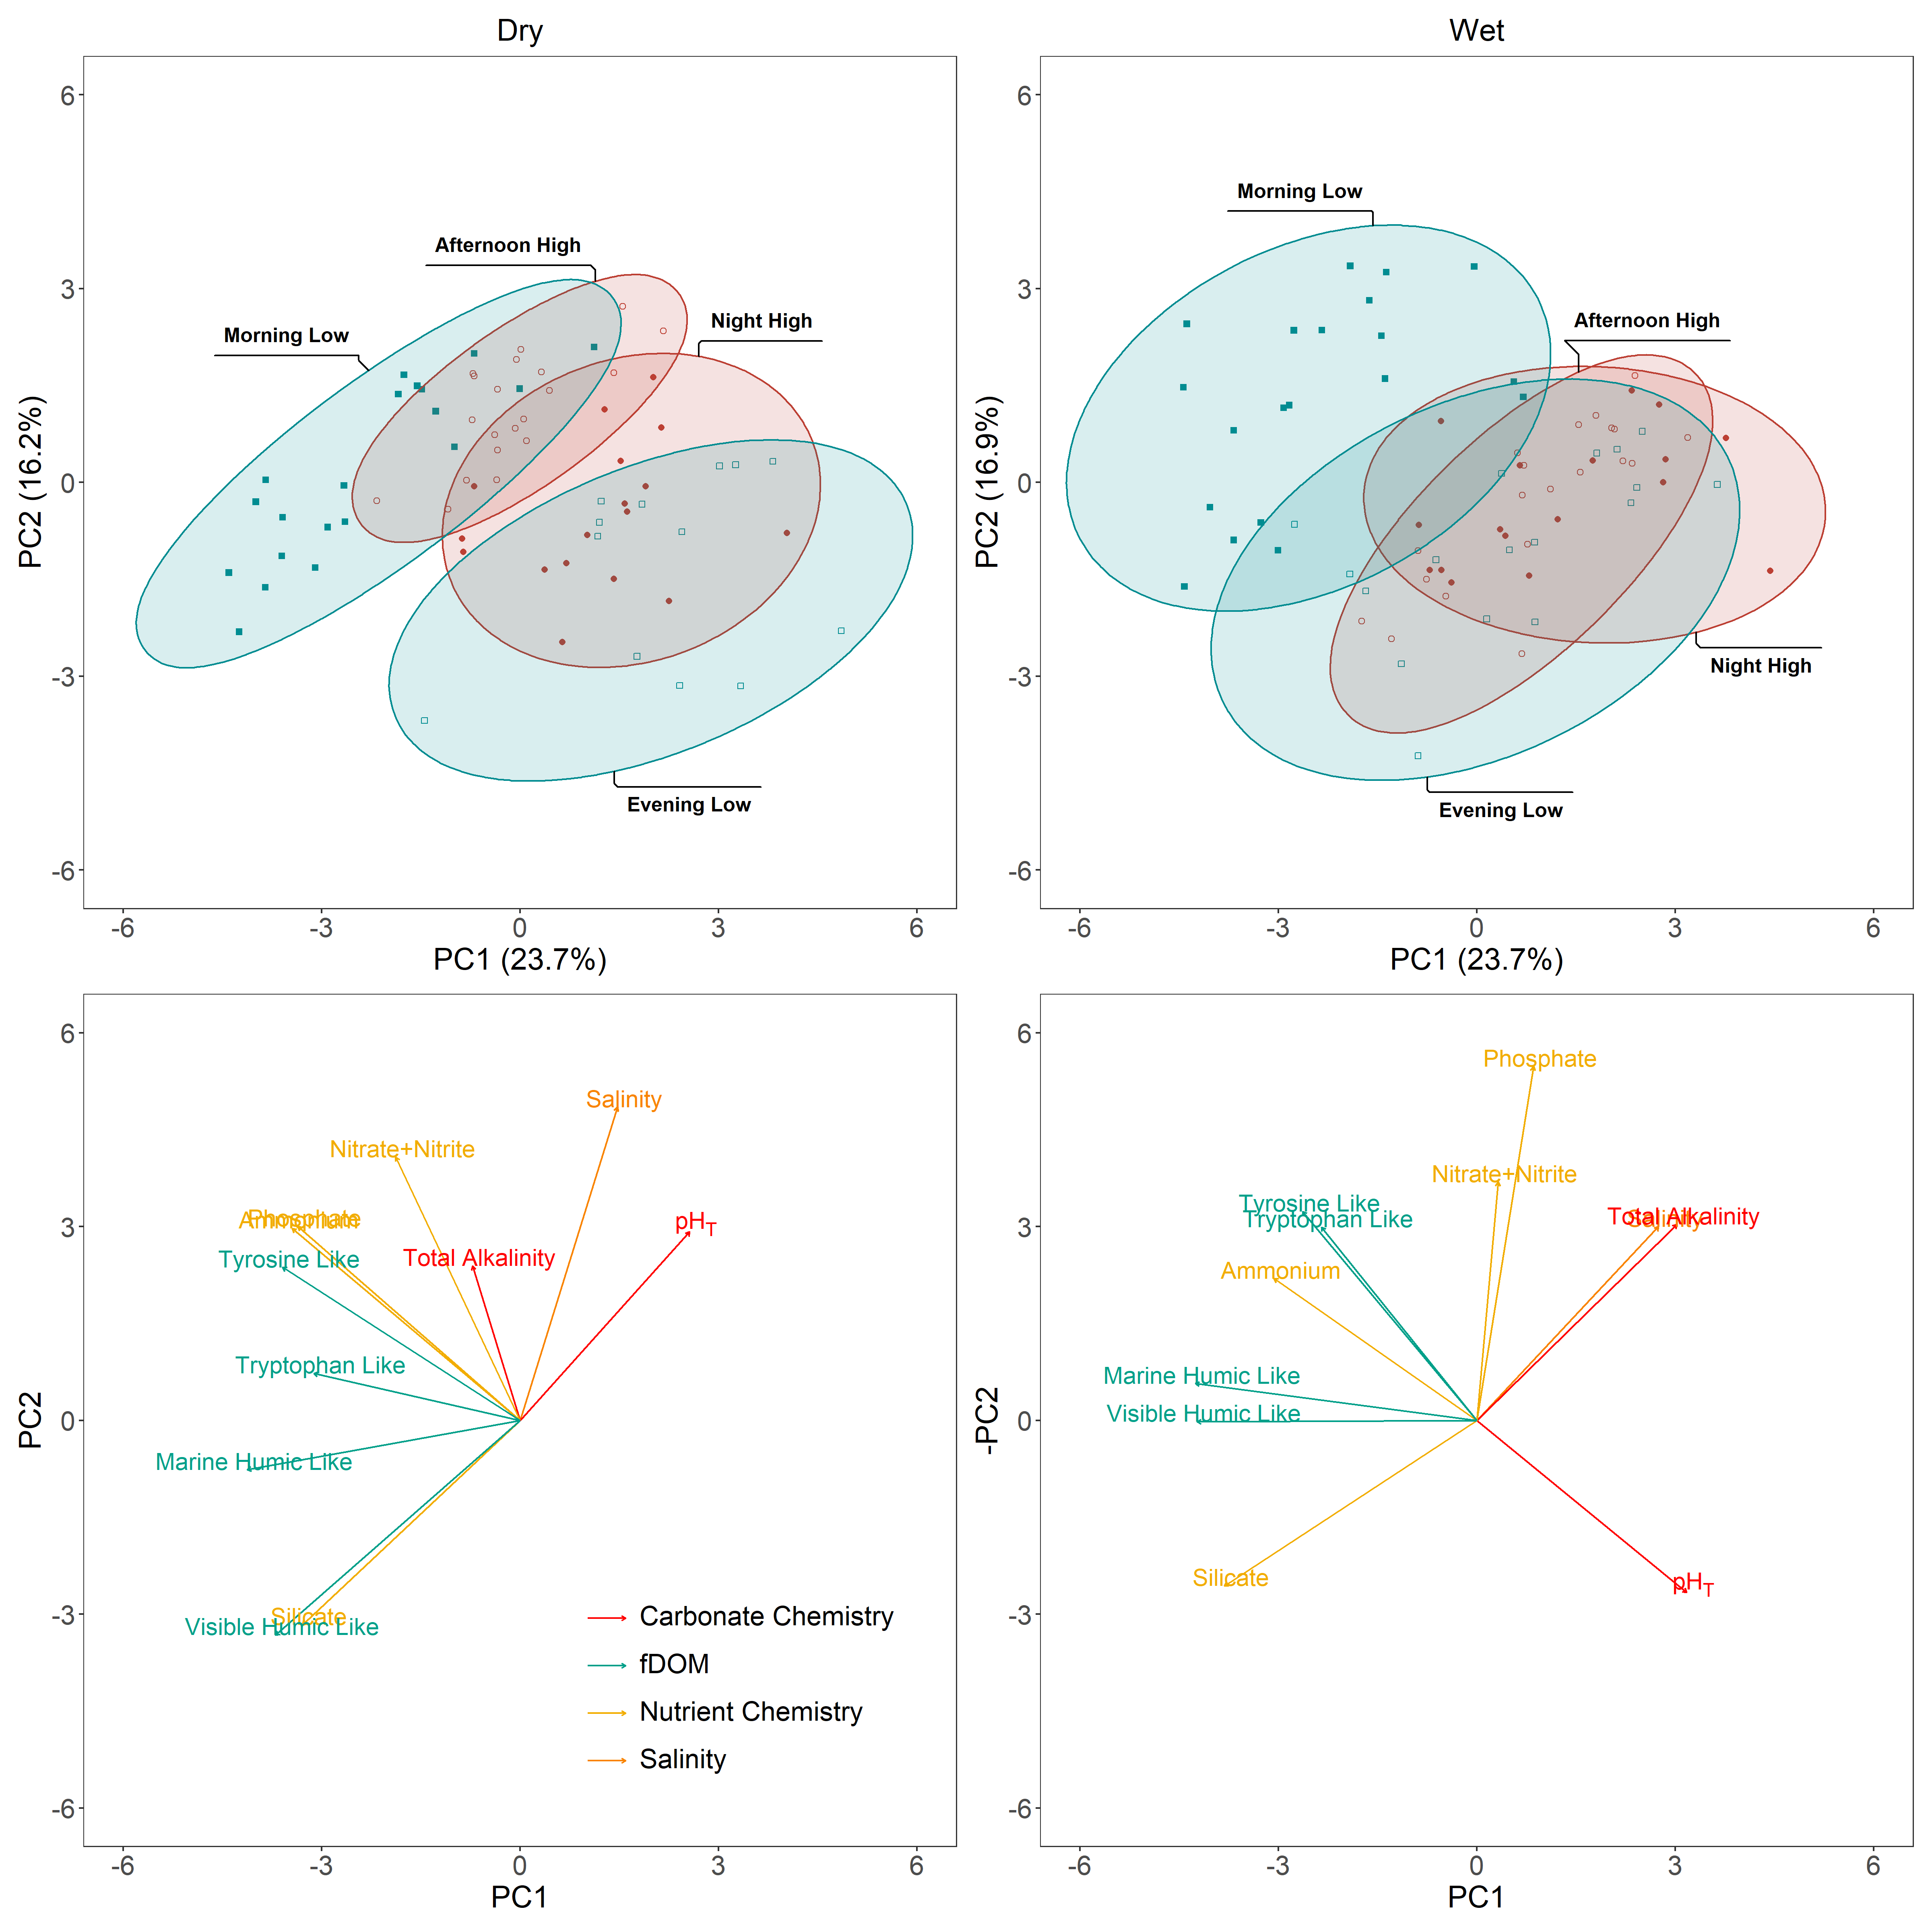 Dry
Wet
6
3
0
-3
-6
PC2 (16.2%)
Afternoon High
Morning Low
Night High
Evening Low
-6
-3
0
3
6
PC1 (23.7%)
6
3
0
-3
-6
PC2 (16.9%)
Morning Low
Afternoon High
Night High
Evening Low
-6
-3
0
3
6
PC1 (23.7%)
6
3
0
-3
-6
PC2
Salinity
Nitrate+Nitrite
Phosphate
Ammonium
pHT
Total Alkalinity
Tyrosine Like
Tryptophan Like
Marine Humic Like
Silicate
Visible Humic Like
Carbonate Chemistry
fDOM
Nutrient Chemistry
Salinity
-6
-3
0
3
6
PC1
6
3
0
-3
-6
-PC2
Phosphate
Nitrate+Nitrite
Tyrosine Like
Tryptophan Like
Total Alkalinity
Salinity
Ammonium
Marine Humic Like
Visible Humic Like
Silicate
pHT
-6
-3
0
3
6
PC1